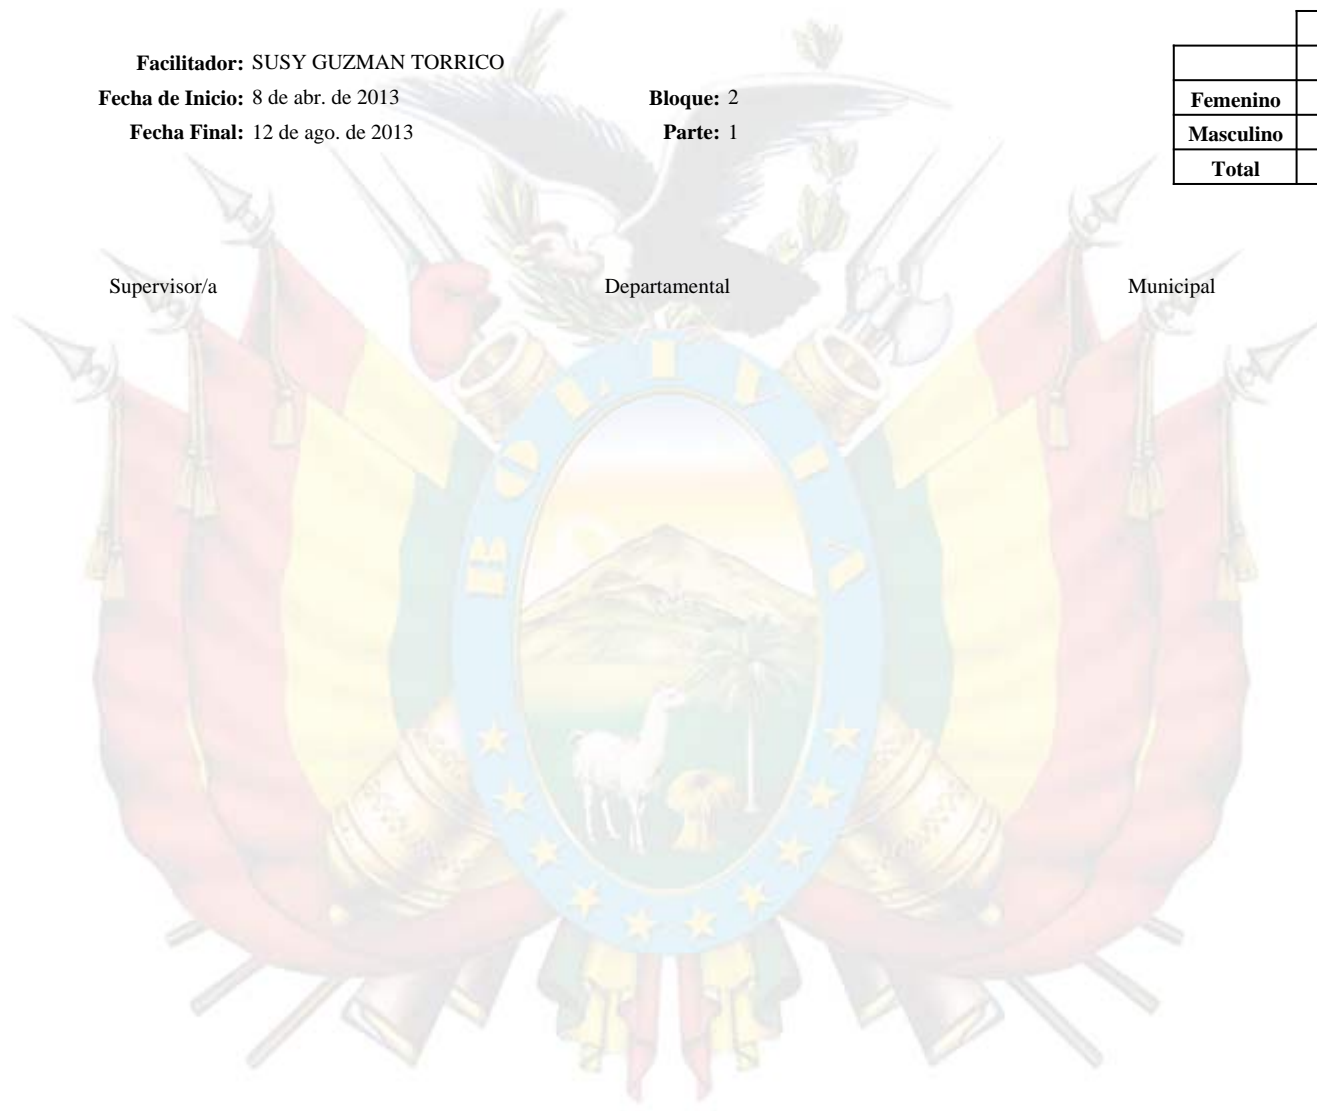 Facilitador: SUSY GUZMAN TORRICO
Fecha de Inicio: 8 de abr. de 2013 Bloque: 2
Fecha Final: 12 de ago. de 2013 Parte: 1
Femenino
Masculino
Total
Supervisor/a Departamental Municipal
BOLIVIA